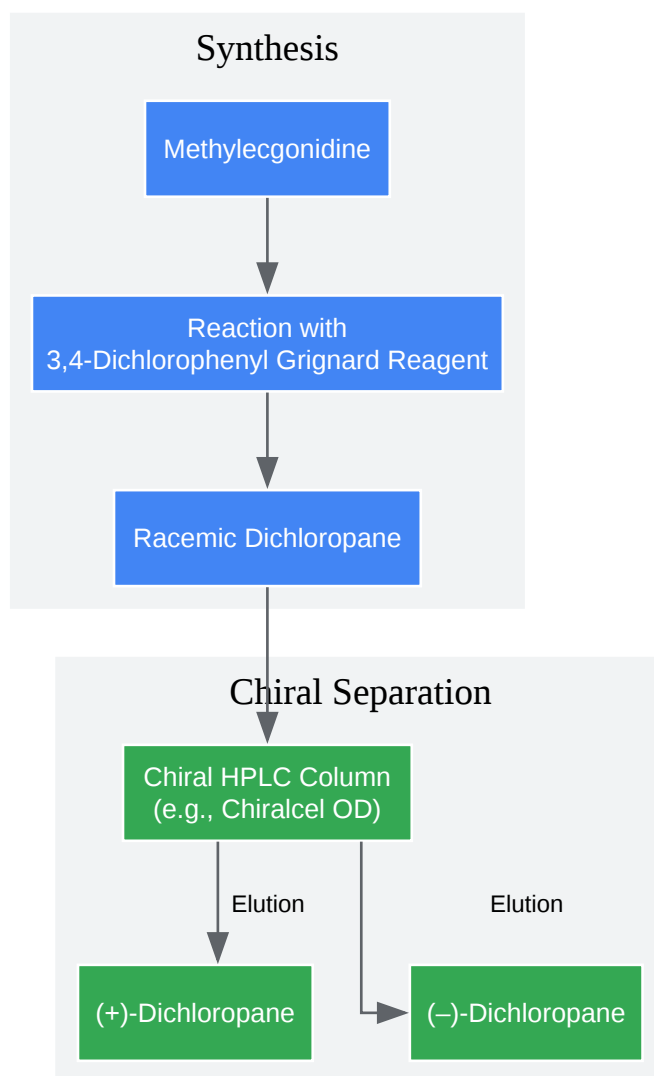 Synthesis
Methylecgonidine
Reaction with
3,4-Dichlorophenyl Grignard Reagent
Racemic Dichloropane
Chiral Separation
Chiral HPLC Column
(e.g., Chiralcel OD)
Elution
Elution
(+)-Dichloropane
(–)-Dichloropane